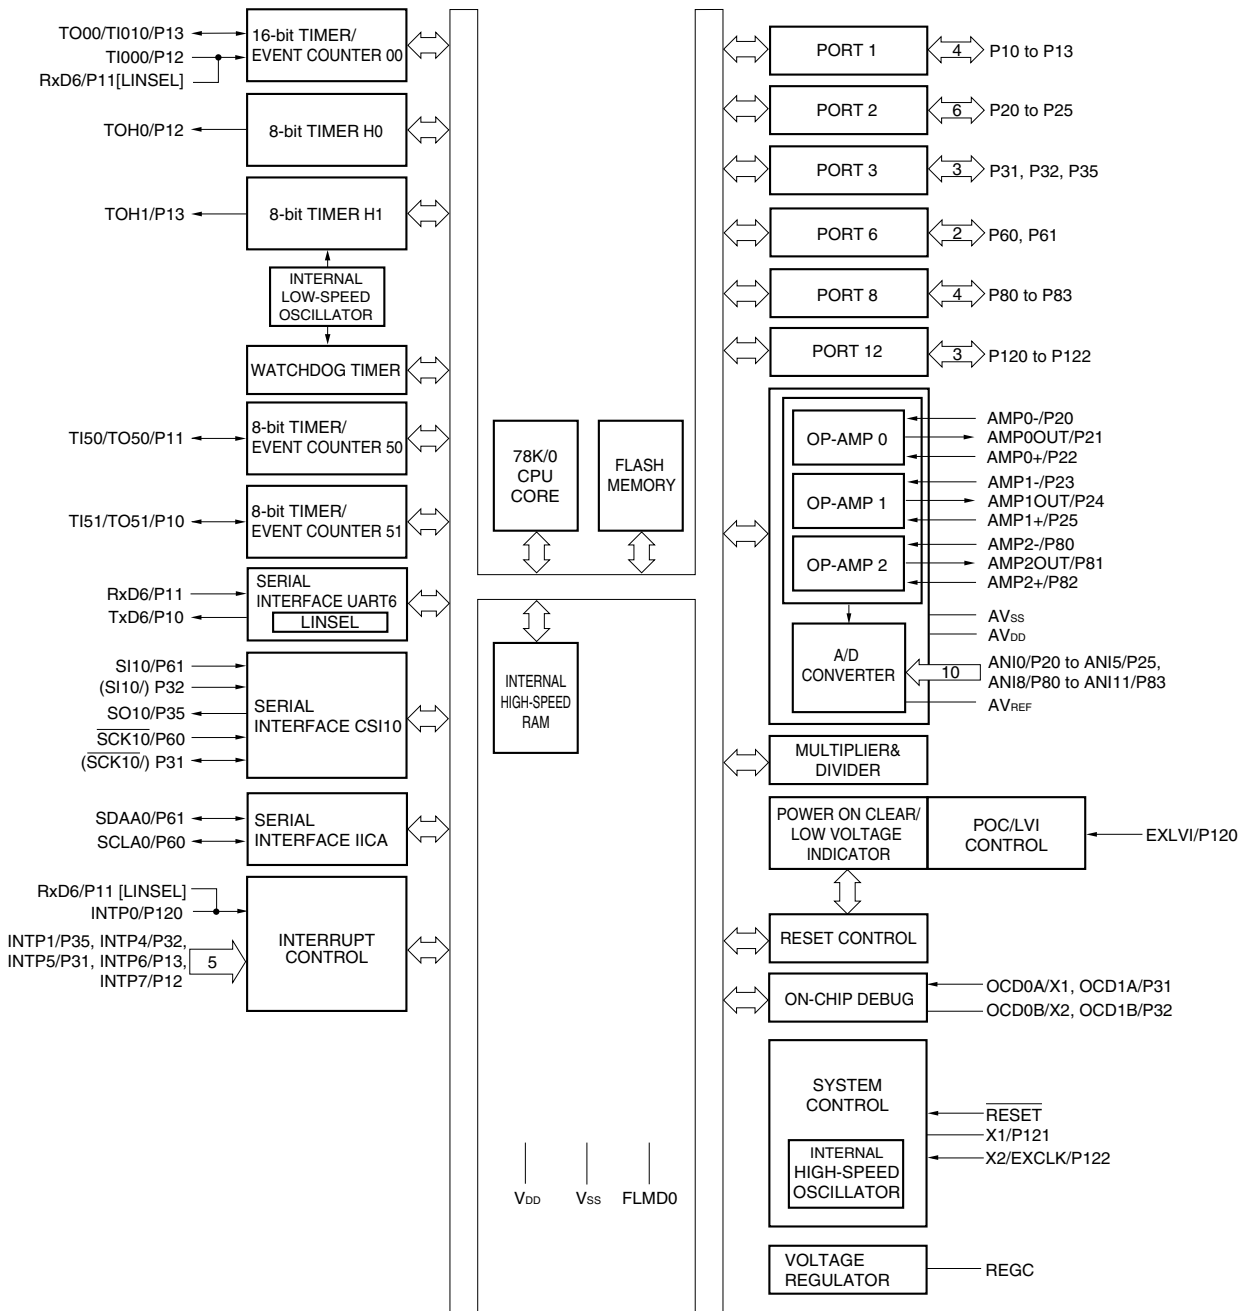 TO00/TI010/P13
TI000/P12
RxD6/P11[LINSEL]
16-bit TIMER/
EVENT COUNTER 00
TOH0/P12
8-bit TIMER H0
TOH1/P13
8-bit TIMER H1
INTERNAL
LOW-SPEED
OSCILLATOR
WATCHDOG TIMER
TI50/TO50/P11
8-bit TIMER/
EVENT COUNTER 50
TI51/TO51/P10
8-bit TIMER/
EVENT COUNTER 51
RxD6/P11
TxD6/P10
SERIAL
INTERFACE UART6
LINSEL
SI10/P61
(SI10/) P32
SO10/P35
SCK10/P60
(SCK10/) P31
SERIAL
INTERFACE CSI10
SDAA0/P61
SCLA0/P60
SERIAL
INTERFACE IICA
RxD6/P11 [LINSEL]
INTP0/P120
INTP1/P35, INTP4/P32,
INTP5/P31, INTP6/P13,
INTP7/P12
5
INTERRUPT
CONTROL
78K/0
CPU
CORE
FLASH
MEMORY
INTERNAL
HIGH-SPEED
RAM
VDD
VSS
FLMD0
PORT 1
4
P10 to P13
PORT 2
6
P20 to P25
PORT 3
3
P31, P32, P35
PORT 6
2
P60, P61
PORT 8
4
P80 to P83
PORT 12
3
P120 to P122
OP-AMP 0
AMP0-/P20
AMP0OUT/P21
AMP0+/P22
OP-AMP 1
AMP1-/P23
AMP1OUT/P24
AMP1+/P25
OP-AMP 2
AMP2-/P80
AMP2OUT/P81
AMP2+/P82
AVSS
AVDD
A/D
CONVERTER
10
ANI0/P20 to ANI5/P25,
ANI8/P80 to ANI11/P83
AVREF
MULTIPLIER&
DIVIDER
POWER ON CLEAR/
LOW VOLTAGE
INDICATOR
POC/LVI
CONTROL
EXLVI/P120
RESET CONTROL
ON-CHIP DEBUG
OCD0A/X1, OCD1A/P31
OCD0B/X2, OCD1B/P32
SYSTEM
CONTROL
RESET
X1/P121
X2/EXCLK/P122
INTERNAL
HIGH-SPEED
OSCILLATOR
VOLTAGE
REGULATOR
REGC